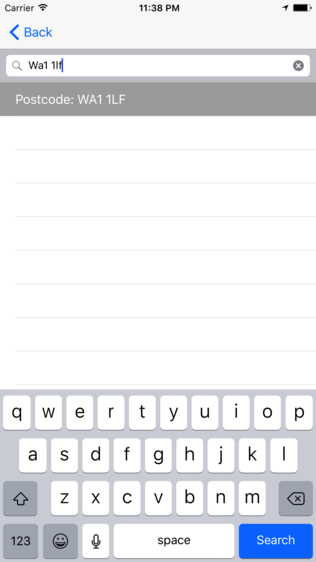 Carrier 11:38 PM
Back
Wa1 1lf
Postcode: WA1 1LF
q w e r t y u i o p
a s d f g h j k l
z x c v b n m
123 space Search